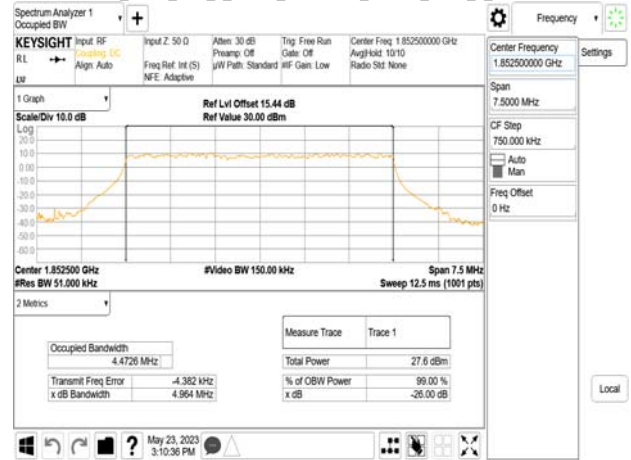 Spectrum Analyzer 1
Occupied BW
Frequency
KEYSIGHT
Input: RF
Coupling: DC
Align: Auto
R L
LXI
Input Z: 50 Ω
Freq Ref: Int (S)
NFE: Adaptive
Atten: 30 dB
Preamp: Off
µW Path: Standard
Trig: Free Run
Gate: Off
#IF Gain: Low
Center Freq: 1.852500000 GHz
Avg|Hold: 10/10
Radio Std: None
Center Frequency
1.852500000 GHz
Settings
Span
7.5000 MHz
CF Step
750.000 kHz
Auto
Man
Freq Offset
0 Hz
Local
1 Graph
Scale/Div 10.0 dB
Ref Lvl Offset 15.44 dB
Ref Value 30.00 dBm
Log
20.0
10.0
0.00
-10.0
-20.0
-30.0
-40.0
-50.0
-60.0
Center 1.852500 GHz
#Video BW 150.00 kHz
Span 7.5 MHz
#Res BW 51.000 kHz
Sweep 12.5 ms (1001 pts)
2 Metrics
Occupied Bandwidth
4.4726 MHz
Transmit Freq Error -4.382 kHz
x dB Bandwidth 4.964 MHz
Measure Trace Trace 1
Total Power 27.6 dBm
% of OBW Power 99.00 %
x dB -26.00 dB
?
May 23, 2023
3:10:36 PM